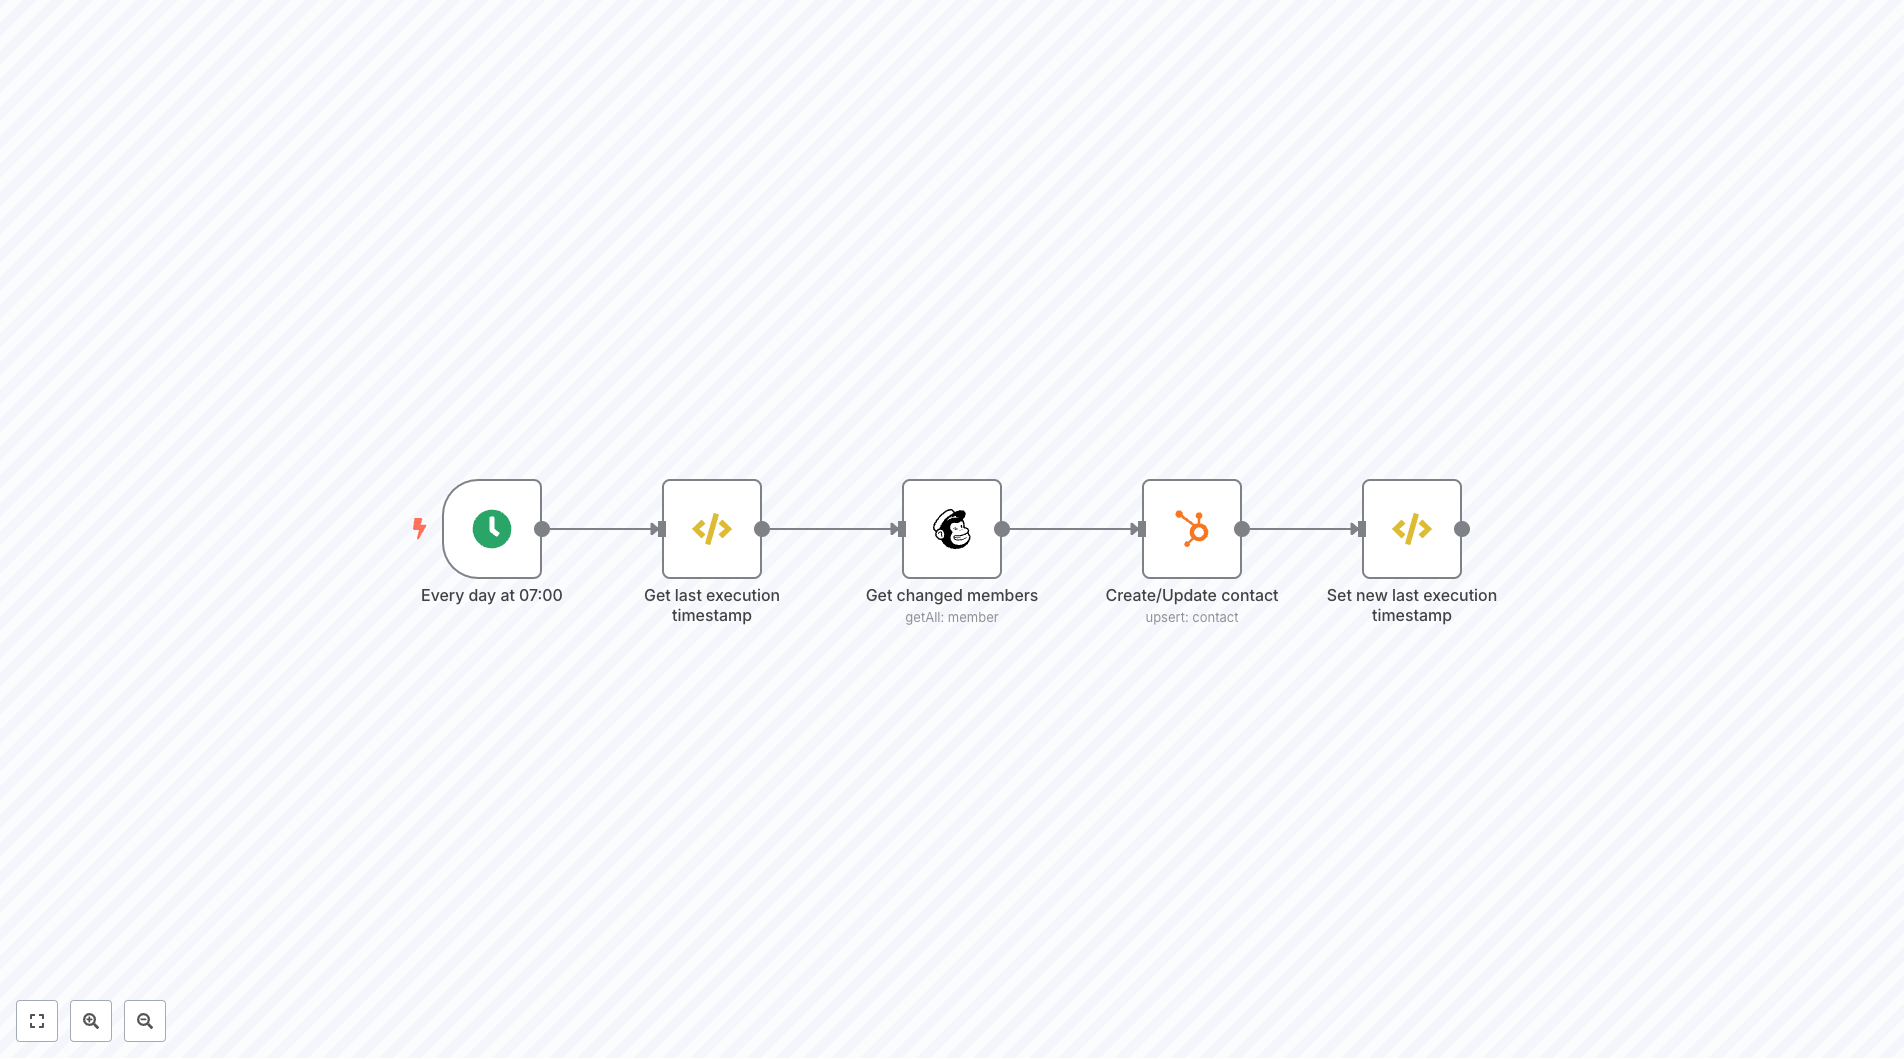 Every day at 07:00
Get last execution
timestamp
Get changed members
getAll: member
Create/Update contact
upsert: contact
Set new last execution
timestamp